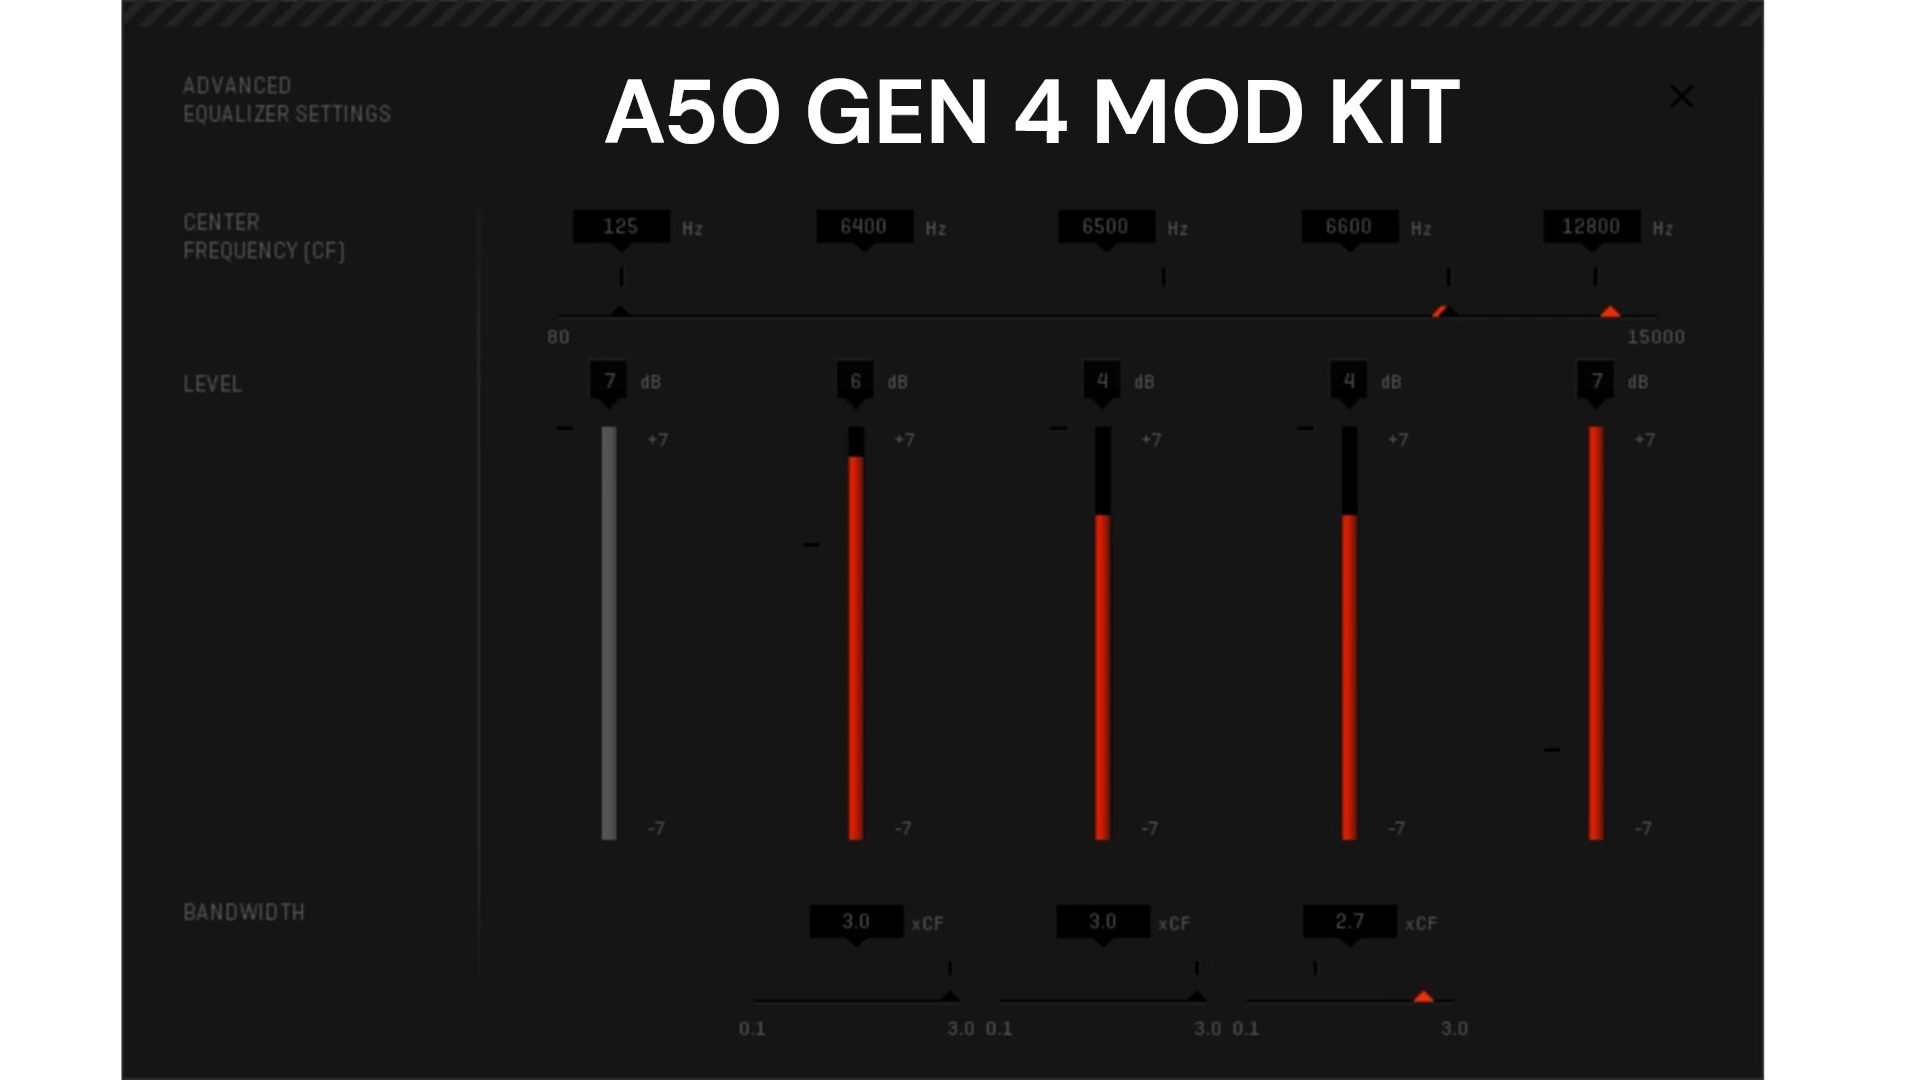 A50 GEN 4 MOD KIT
ADVANCED
EQUALIZER SETTINGS
CENTER
FREQUENCY (CF)
125 Hz 6400 Hz 6500 Hz 6600 Hz 12800 Hz
80 15000
LEVEL
7 dB 6 dB 4 dB 4 dB 7 dB
+7 +7 +7 +7 +7
-7 -7 -7 -7 -7
BANDWIDTH
3.0 xCF 3.0 xCF 2.7 xCF
0.1 3.0 0.1 3.0 0.1 3.0